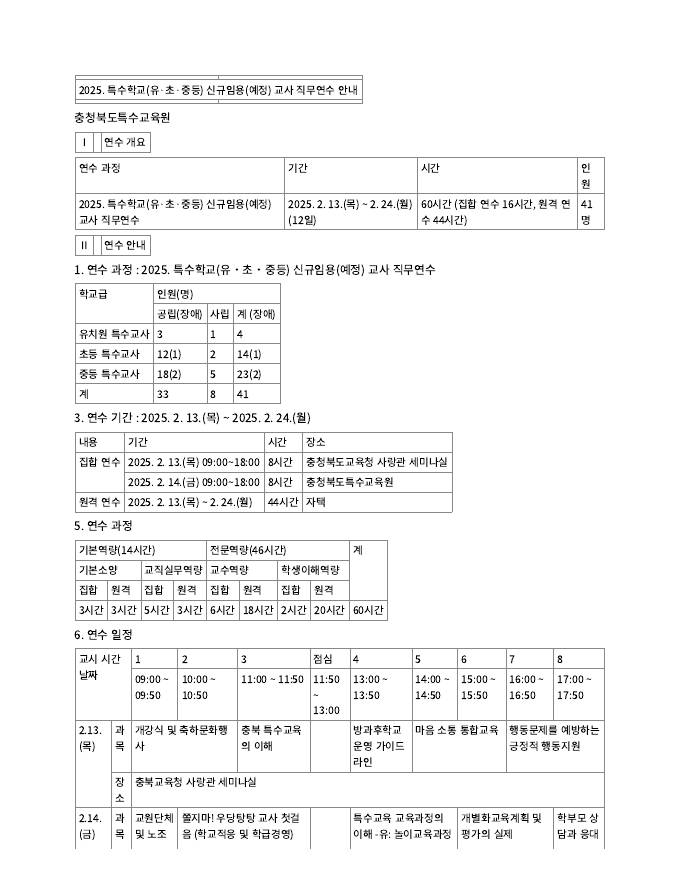 2025. 특수학교(유·초·중등) 신규임용(예정) 교사 직무연수 안내
충청북도특수교육원
Ⅰ 연수 개요
연수 과정 기간 시간 인원
2025. 특수학교(유·초·중등) 신규임용(예정) 교사 직무연수 2025. 2. 13.(목) ~ 2. 24.(월) (12일) 60시간 (집합 연수 16시간, 원격 연수 44시간) 41명
Ⅱ 연수 안내
1. 연수 과정 : 2025. 특수학교(유・초・중등) 신규임용(예정) 교사 직무연수
학교급 인원(명)
공립(장애) 사립 계 (장애)
유치원 특수교사 3 1 4
초등 특수교사 12(1) 2 14(1)
중등 특수교사 18(2) 5 23(2)
계 33 8 41
3. 연수 기간 : 2025. 2. 13.(목) ~ 2025. 2. 24.(월)
내용 기간 시간 장소
집합 연수 2025. 2. 13.(목) 09:00~18:00 8시간 충청북도교육청 사랑관 세미나실
2025. 2. 14.(금) 09:00~18:00 8시간 충청북도특수교육원
원격 연수 2025. 2. 13.(목) ~ 2. 24.(월) 44시간 자택
5. 연수 과정
기본역량(14시간) 전문역량(46시간) 계
기본소양 교직실무역량 교수역량 학생이해역량
집합 원격 집합 원격 집합 원격 집합 원격
3시간 3시간 5시간 3시간 6시간 18시간 2시간 20시간 60시간
6. 연수 일정
교시 시간 날짜 1 2 3 점심 4 5 6 7 8
09:00 ~ 09:50 10:00 ~ 10:50 11:00 ~ 11:50 11:50 ~ 13:00 13:00 ~ 13:50 14:00 ~ 14:50 15:00 ~ 15:50 16:00 ~ 16:50 17:00 ~ 17:50
2.13.(목) 과목 개강식 및 축하문화행사 충북 특수교육의 이해 방과후학교 운영 가이드라인 마음 소통 통합교육 행동문제를 예방하는 긍정적 행동지원
장소 충북교육청 사랑관 세미나실
2.14.(금) 과목 교원단체 및 노조 쫄지마! 우당탕탕 교사 첫걸음 (학교적응 및 학급경영) 특수교육 교육과정의 이해 -유: 놀이교육과정 개별화교육계획 및 평가의 실제 학부모 상담과 응대